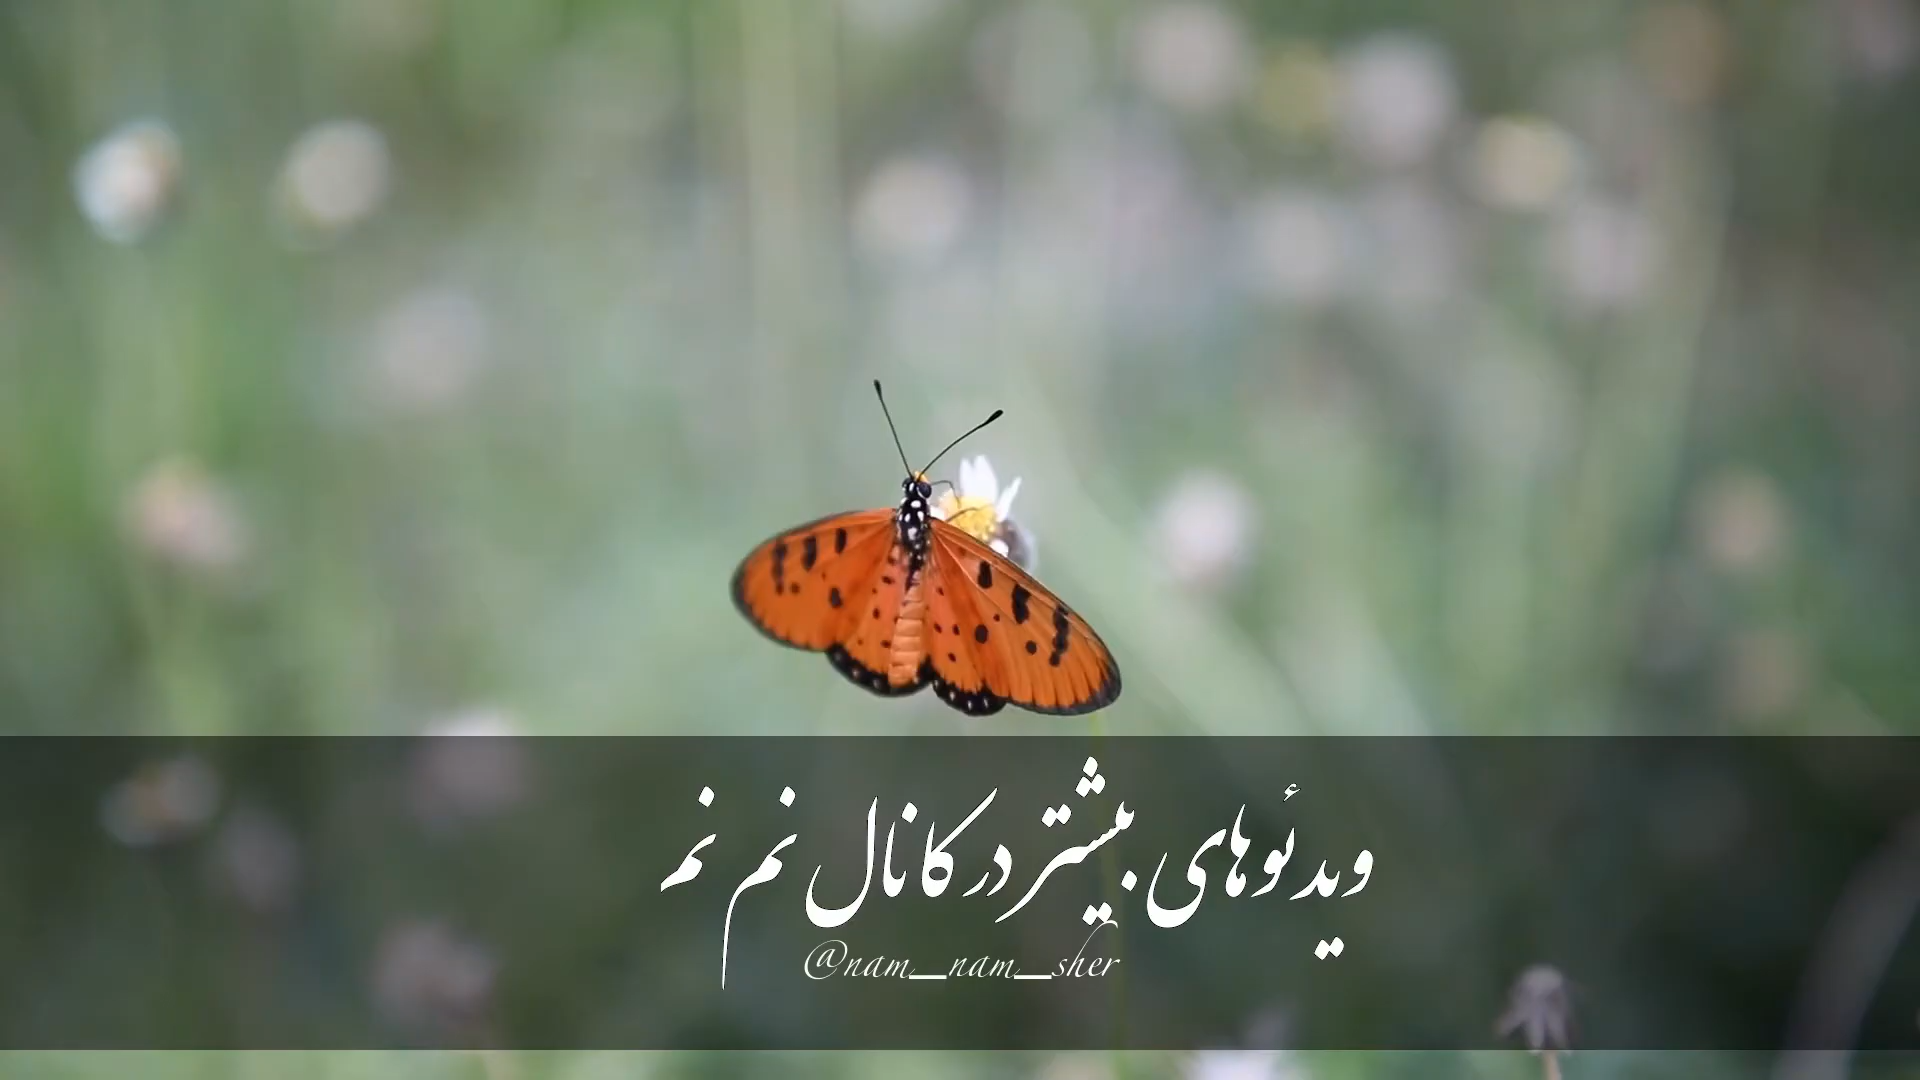 ویدئوهای بیشتر در کانال نم نم
@nam_nam_sher